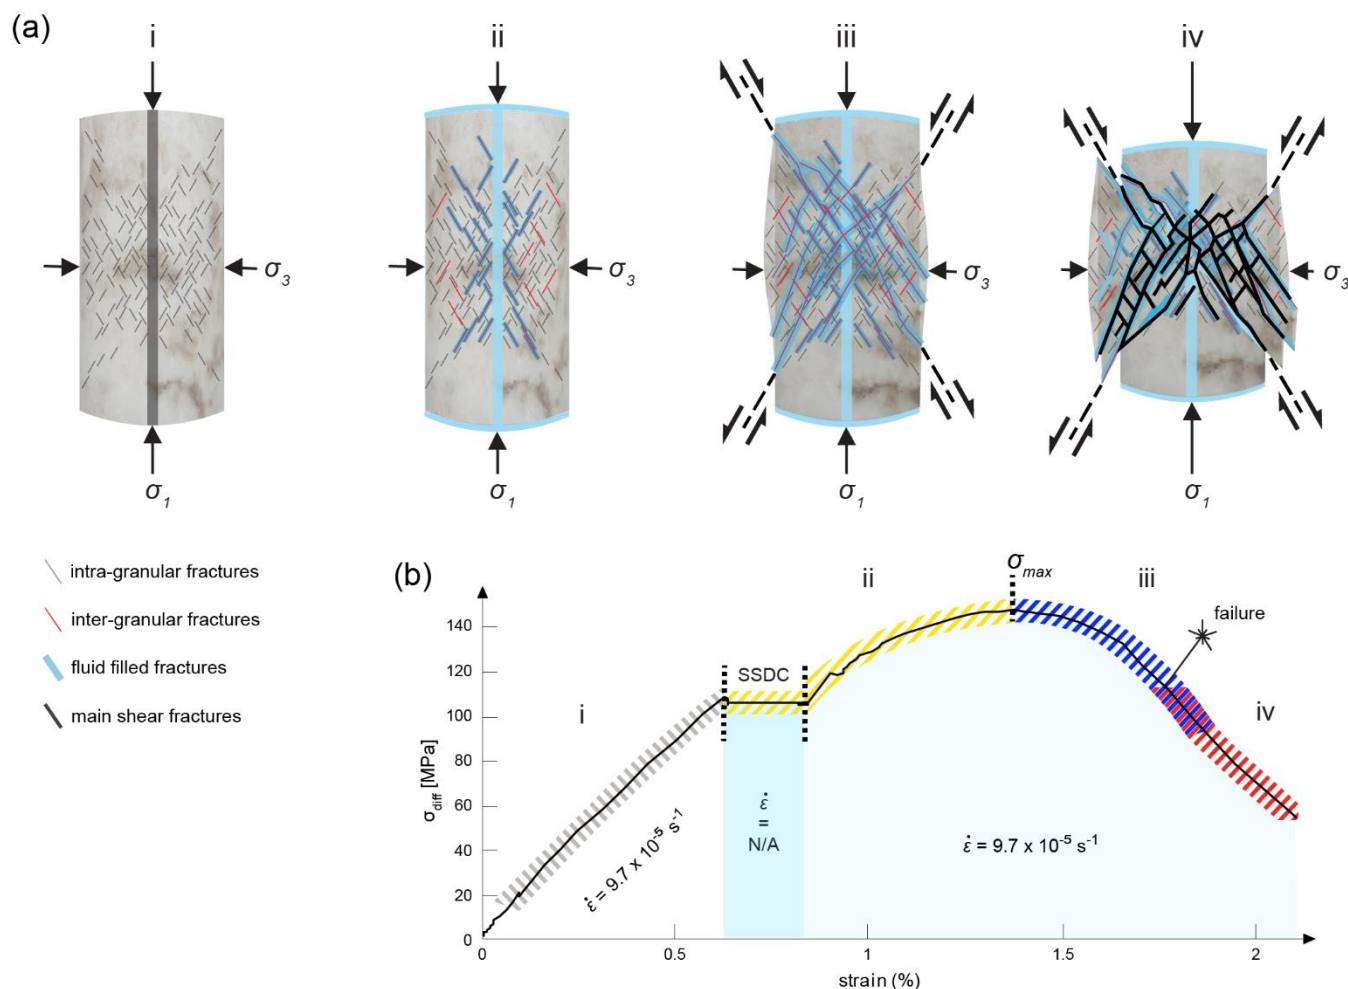 (a)
i
ii
iii
iv
σ3
σ3
σ3
σ3
σ1
σ1
σ1
σ1
intra-granular fractures
inter-granular fractures
fluid filled fractures
main shear fractures
(b)
ii
σmax
iii
failure
SSDC
i
iv
σdiff [MPa]
140
120
100
80
60
40
20
0
ε̇ = 9.7 x 10⁻⁵ s⁻¹
ε̇
=
N/A
ε̇ = 9.7 x 10⁻⁵ s⁻¹
0
0.5
1
1.5
2
strain (%)